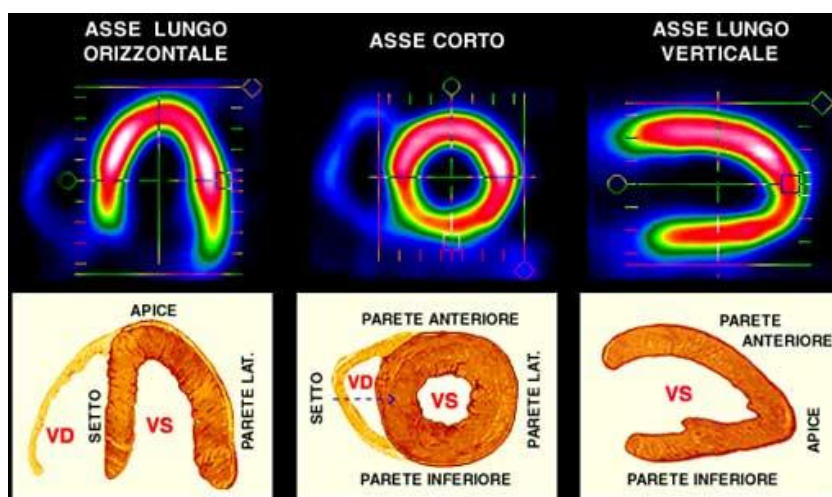 ASSE LUNGO
ORIZZONTALE
ASSE CORTO
ASSE LUNGO
VERTICALE
APICE
SETTO
PARETE LAT.
VD
VS
PARETE ANTERIORE
SETTO
VD
VS
PARETE LAT.
PARETE INFERIORE
PARETE
ANTERIORE
VS
APICE
PARETE INFERIORE